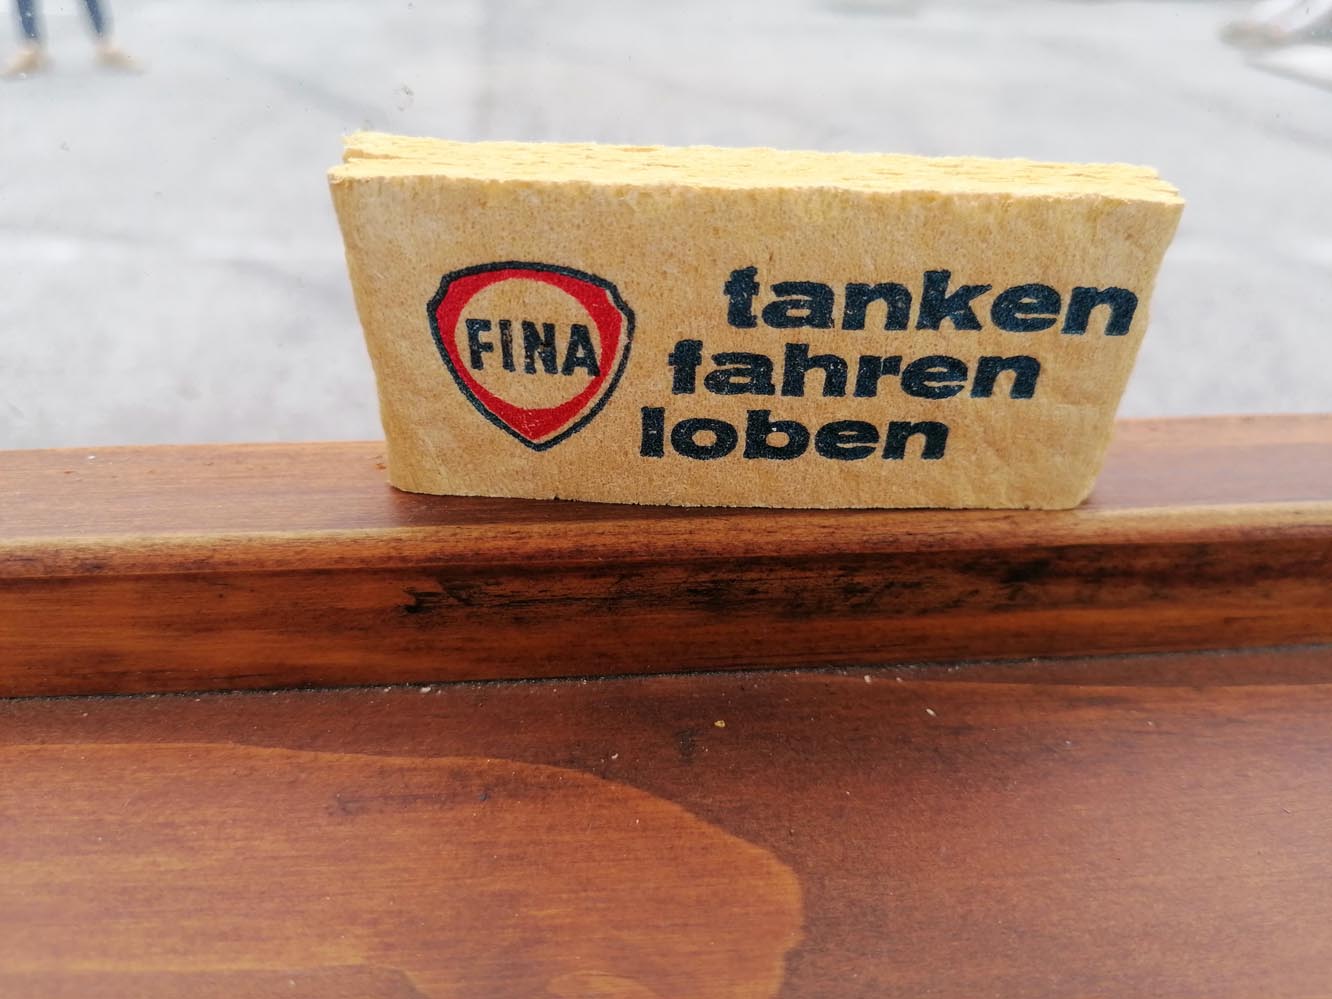 FINA
tanken
fahren
loben